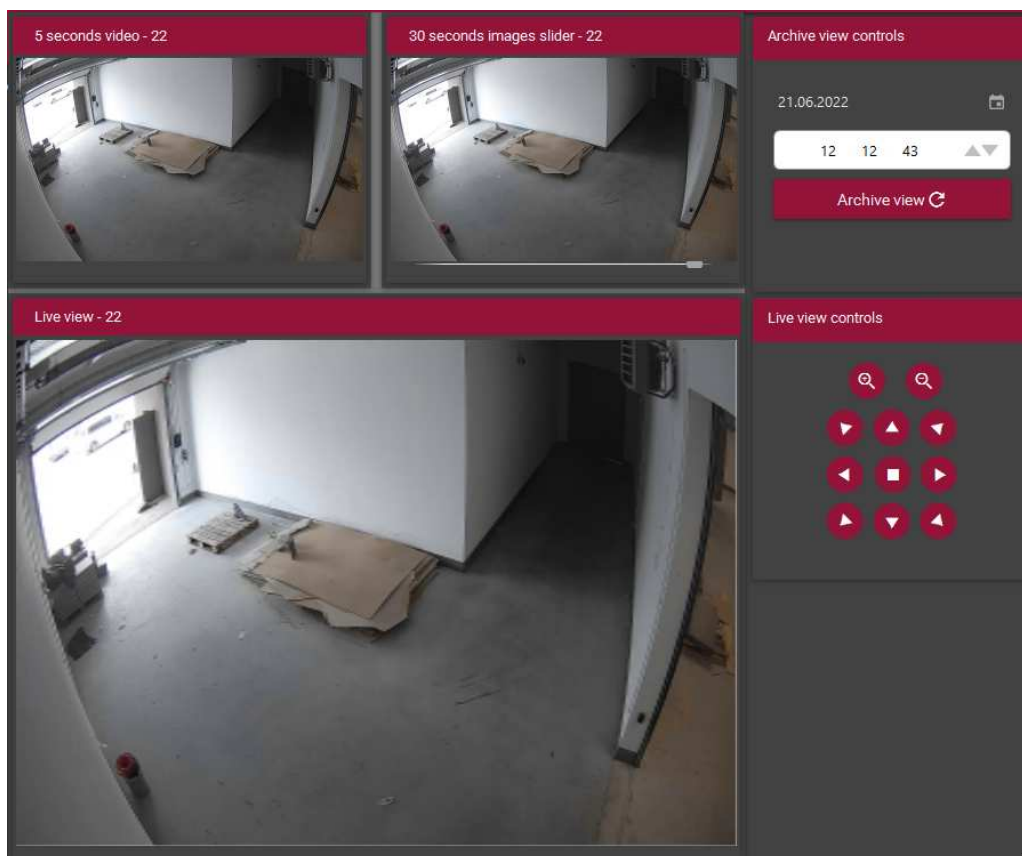 5 seconds video - 22
30 seconds images slider - 22
Archive view controls
21.06.2022
12 12 43
Archive view
Live view - 22
Live view controls